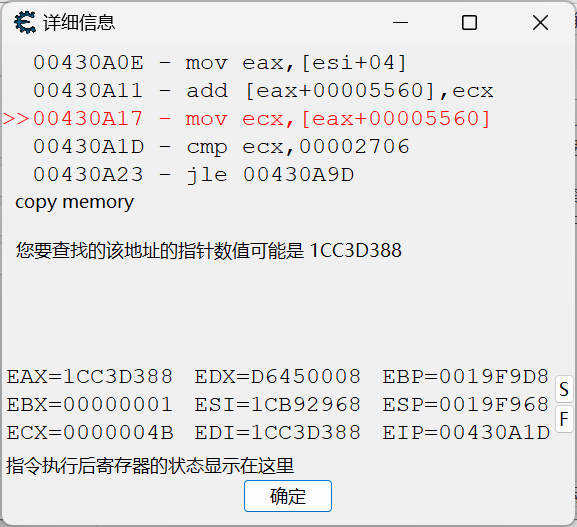 详细信息
00430A0E - mov eax,[esi+04]
00430A11 - add [eax+00005560],ecx
>>00430A17 - mov ecx,[eax+00005560]
00430A1D - cmp ecx,00002706
00430A23 - jle 00430A9D
copy memory
您要查找的该地址的指针数值可能是 1CC3D388
EAX=1CC3D388 EDX=D6450008 EBP=0019F9D8
EBX=00000001 ESI=1CB92968 ESP=0019F968
ECX=0000004B EDI=1CC3D388 EIP=00430A1D
S
F
指令执行后寄存器的状态显示在这里
确定